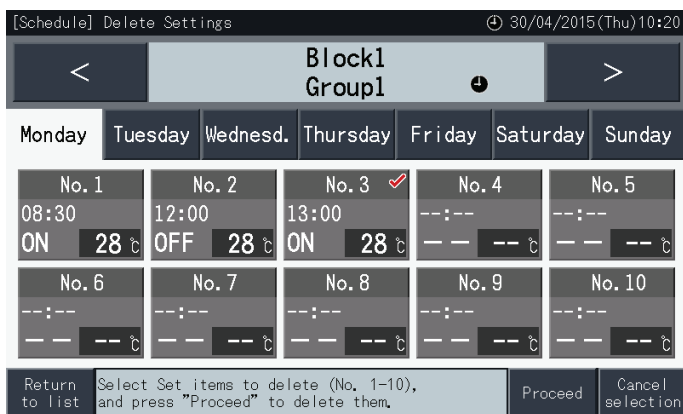 [Schedule] Delete Settings 30/04/2015(Thu)10:20
< Block1 >
Group1
Monday Tuesday Wednesd. Thursday Friday Saturday Sunday
No.1 No.2 No.3 No.4 No.5
08:30 12:00 13:00 --:-- --:--
ON 28℃ OFF 28℃ ON 28℃ -- --℃ -- --℃
No.6 No.7 No.8 No.9 No.10
--:-- --:-- --:-- --:-- --:--
-- --℃ -- --℃ -- --℃ -- --℃ -- --℃
Return Select Set items to delete (No. 1-10), Proceed Cancel
to list and press "Proceed" to delete them. selection